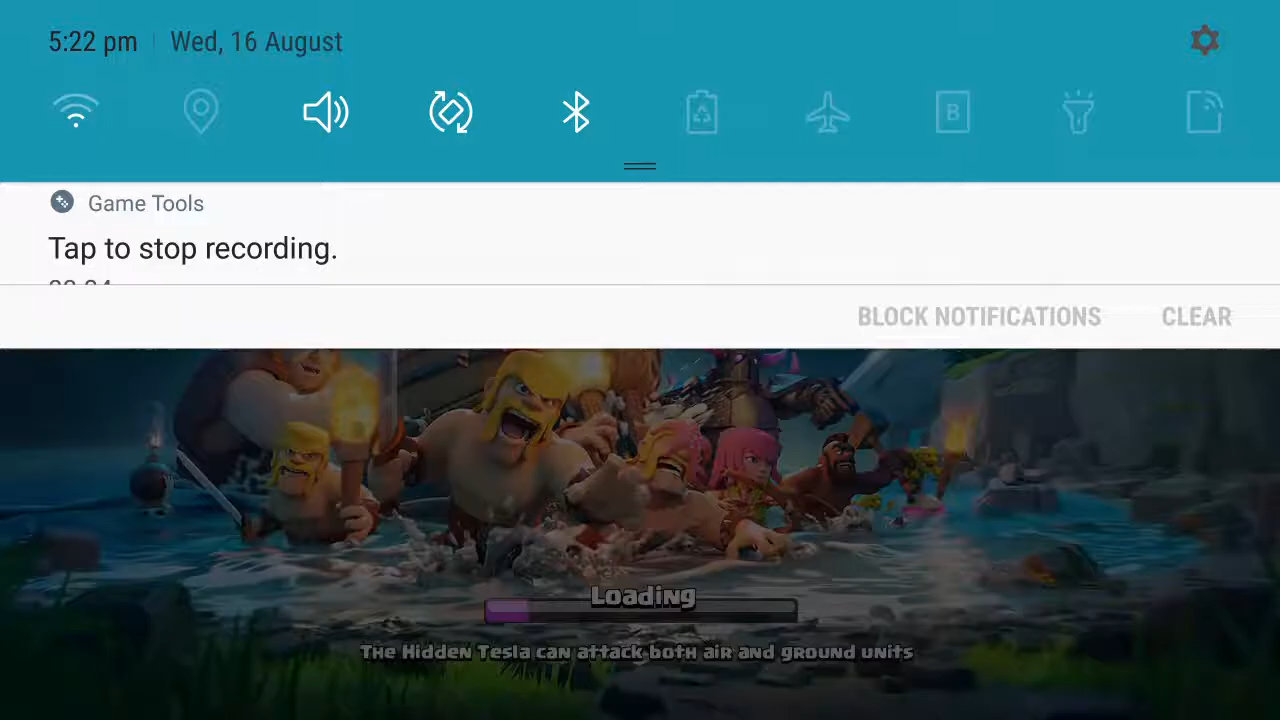 5:22 pm Wed, 16 August
B
Game Tools
Tap to stop recording.
BLOCK NOTIFICATIONS CLEAR
Loading
The Hidden Tesla can attack both air and ground units